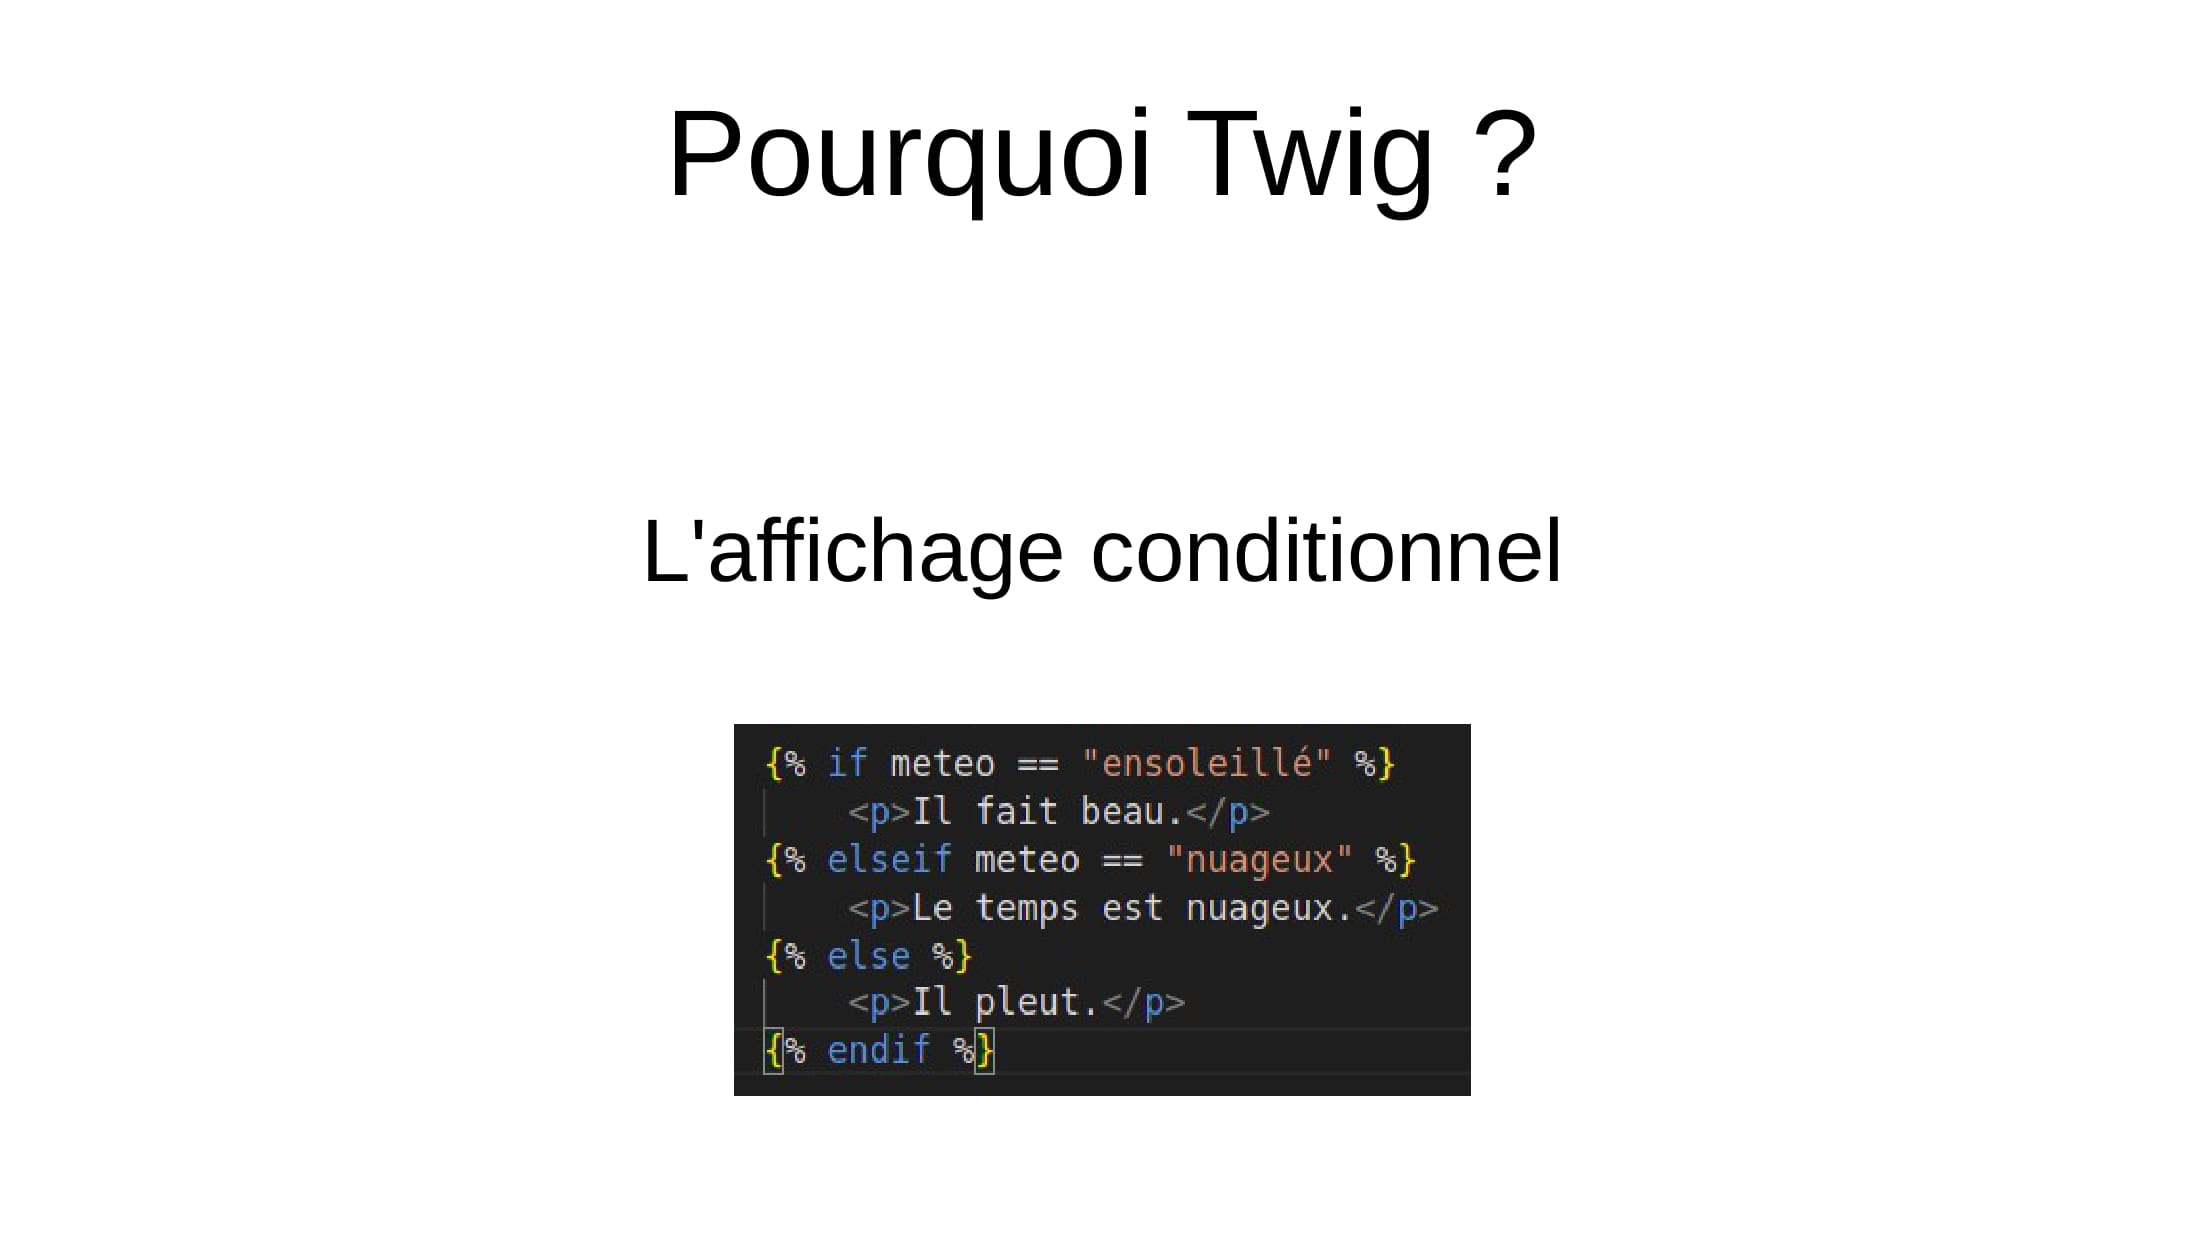 Pourquoi Twig ?
L'affichage conditionnel
{% if meteo == "ensoleillé" %}
    <p>Il fait beau.</p>
{% elseif meteo == "nuageux" %}
    <p>Le temps est nuageux.</p>
{% else %}
    <p>Il pleut.</p>
{% endif %}